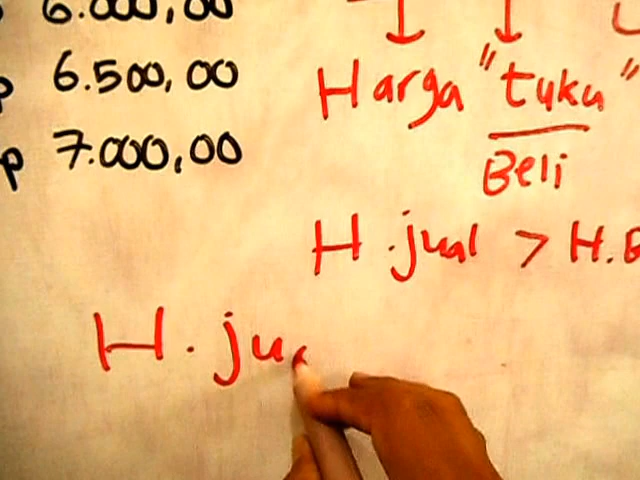 6.000,00
p 6.500,00
p 7.000,00
Harga "tuku"
Beli
H.jual > H.B
H.ju